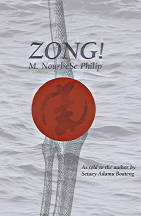 ZONG!
M. NourbeSe Philip
As told to the author by
Setaey Adamu Boateng